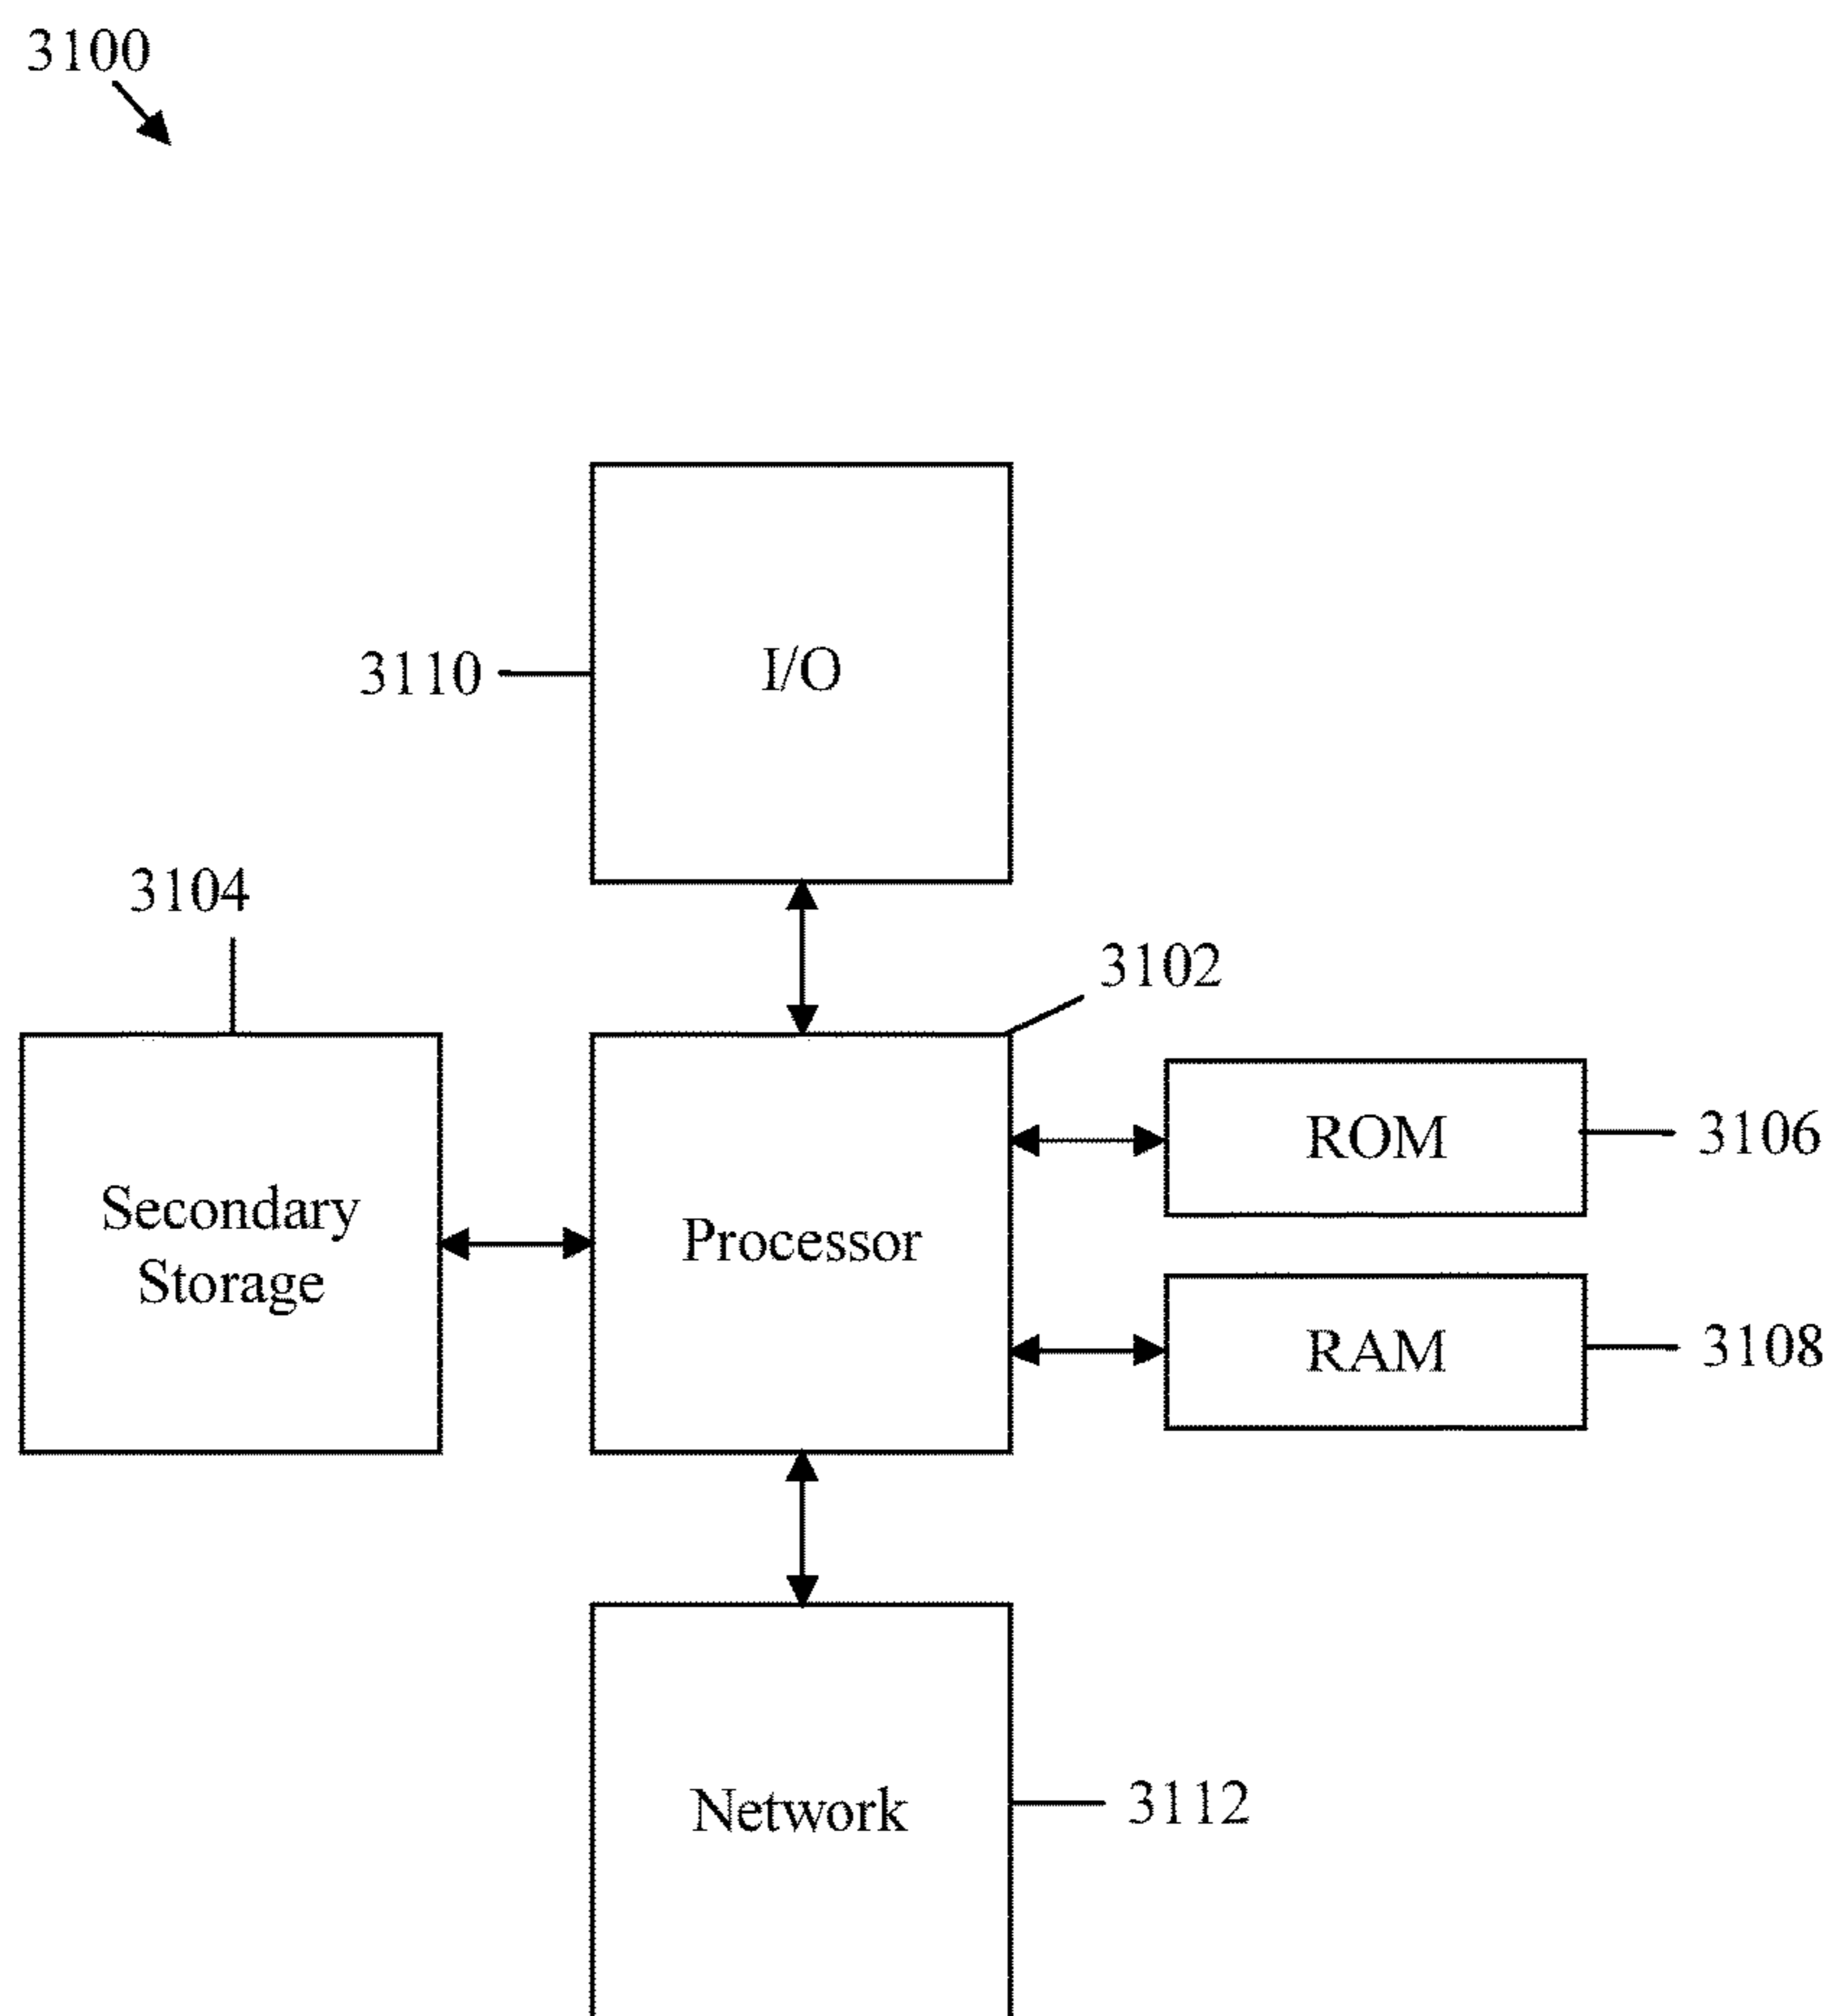 3100
I/O
3110
3104
3102
ROM
3106
Secondary
Storage
Processor
RAM
3108
Network
3112